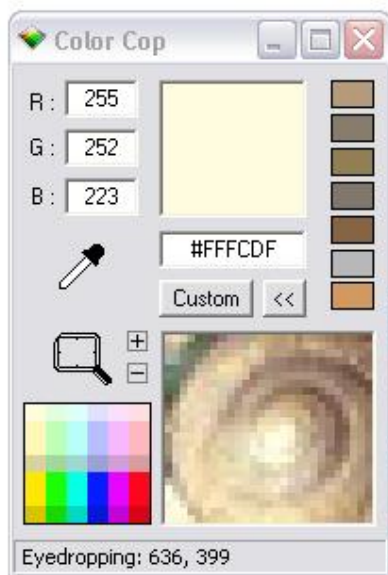 Color Cop
R: 255
G: 252
B: 223
#FFFCDF
Custom <<
Eyedropping: 636, 399